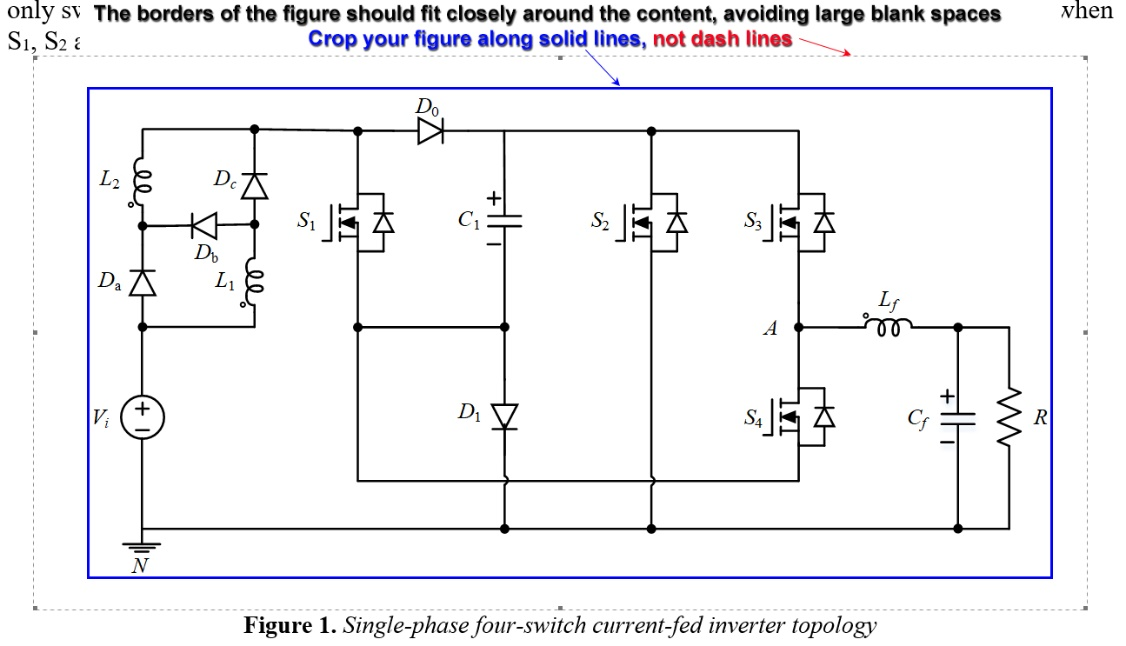 only The borders of the figure should fit closely around the content, avoiding large blank spaces when
S1, S2 Crop your figure along solid lines, not dash lines
D0
L2 Dc
S1 C1 + S2 S3
Db
Da L1
Lf
A
Vi + D1 S4 Cf + R
N
Figure 1. Single-phase four-switch current-fed inverter topology